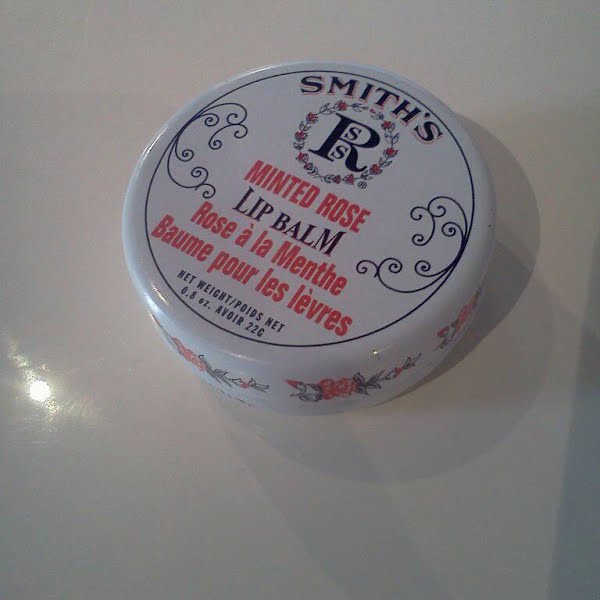 SMITH'S
R
S
S
®
MINTED ROSE
LIP BALM
Rose à la Menthe
Baume pour les lèvres
NET WEIGHT/POIDS NET
0.8 oz. AVOIR 22G